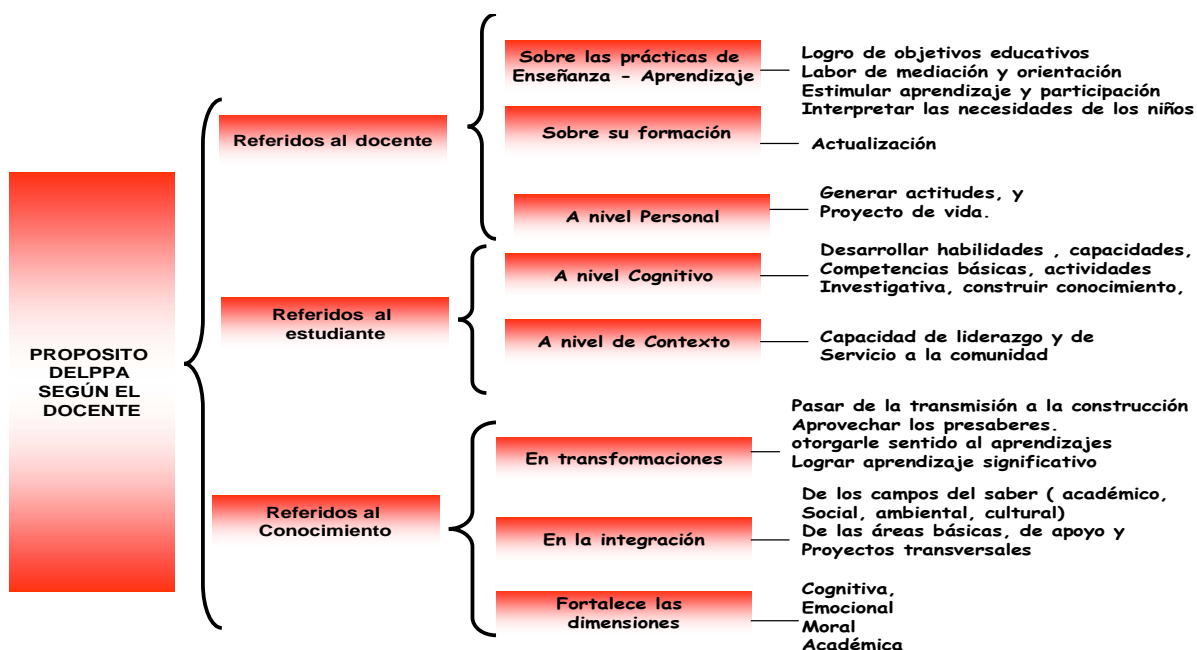 PROPOSITO
DELPPA
SEGÚN EL
DOCENTE
Referidos al docente
Sobre las prácticas de
Enseñanza - Aprendizaje
Logro de objetivos educativos
Labor de mediación y orientación
Estimular aprendizaje y participación
Interpretar las necesidades de los niños
Sobre su formación
Actualización
A nivel Personal
Generar actitudes, y
Proyecto de vida.
Referidos al
estudiante
A nivel Cognitivo
Desarrollar habilidades , capacidades,
Competencias básicas, actividades
Investigativa, construir conocimiento,
A nivel de Contexto
Capacidad de liderazgo y de
Servicio a la comunidad
Referidos al
Conocimiento
En transformaciones
Pasar de la transmisión a la construcción
Aprovechar los presaberes.
otorgarle sentido al aprendizajes
Lograr aprendizaje significativo
En la integración
De los campos del saber ( académico,
Social, ambiental, cultural)
De las áreas básicas, de apoyo y
Proyectos transversales
Fortalece las
dimensiones
Cognitiva,
Emocional
Moral
Académica